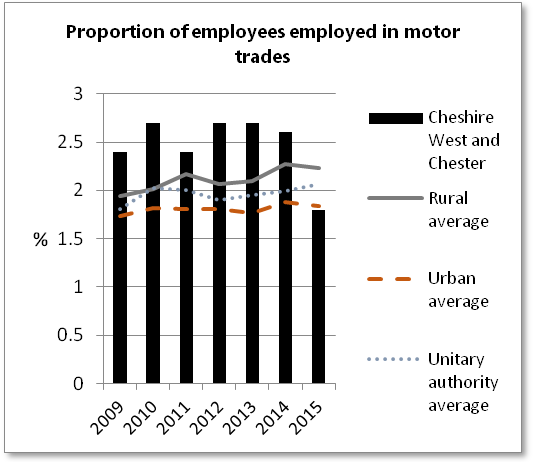 Proportion of employees employed in motor
trades
3
2.5
2
1.5
1
0.5
0
%
2009
2010
2011
2012
2013
2014
2015
Cheshire
West and
Chester
Rural
average
Urban
average
Unitary
authority
average